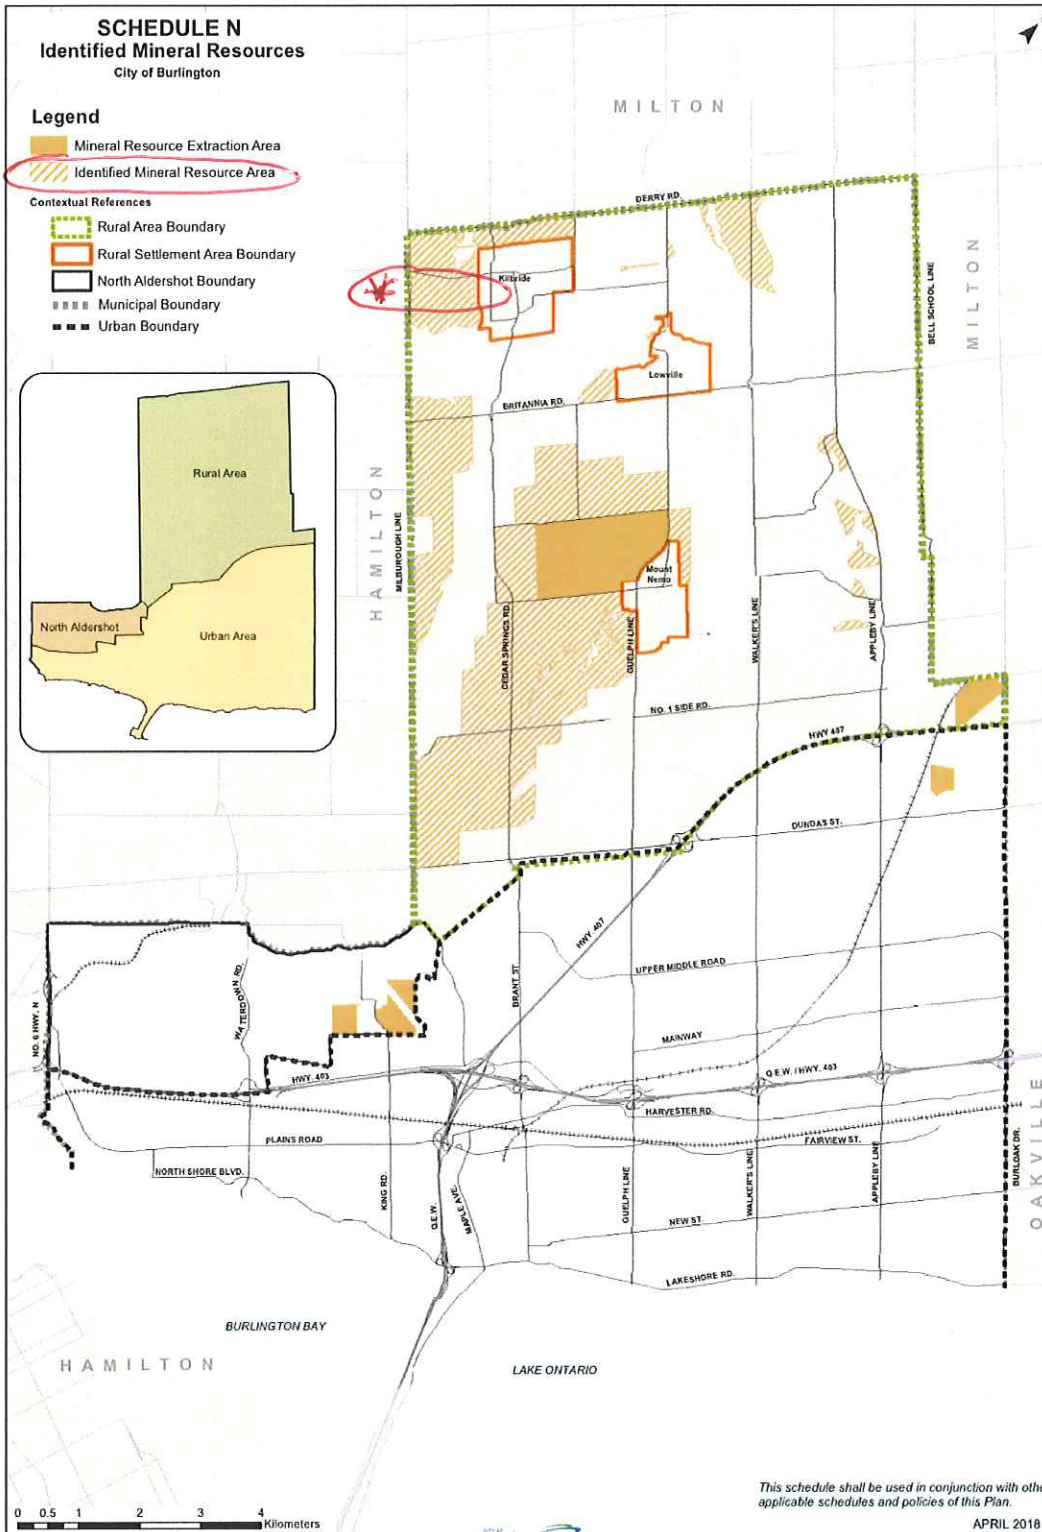 SCHEDULE N
Identified Mineral Resources
City of Burlington
Legend
Mineral Resource Extraction Area
Identified Mineral Resource Area
Contextual References
Rural Area Boundary
Rural Settlement Area Boundary
North Aldershot Boundary
Municipal Boundary
Urban Boundary
Rural Area
North Aldershot
Urban Area
MILTON
DERRY RD.
Kilbride
BELL SCHOOL LINE
MILTON
Lowville
BRITANNIA RD.
HAMILTON
MILBOROUGH LINE
Mount
Nemo
CEDAR SPRINGS RD.
GUELPH LINE
WALKER'S LINE
APPLEBY LINE
NO. 1 SIDE RD.
HWY 407
DUNDAS ST.
HWY. 407
BRANT ST
UPPER MIDDLE ROAD
WATERDOWN RD.
NO. 6 HWY. N
MAINWAY
HWY. 403
Q.E.W. / HWY. 403
HARVESTER RD.
PLAINS ROAD
FAIRVIEW ST.
NORTH SHORE BLVD.
KING RD.
Q.E.W.
MAPLE AVE.
GUELPH LINE
WALKER'S LINE
APPLEBY LINE
BURLOAK DR.
OAKVILLE
NEW ST.
LAKESHORE RD.
BURLINGTON BAY
HAMILTON
LAKE ONTARIO
This schedule shall be used in conjunction with othe
applicable schedules and policies of this Plan.
APRIL 2018
0 0.5 1 2 3 4
Kilometers